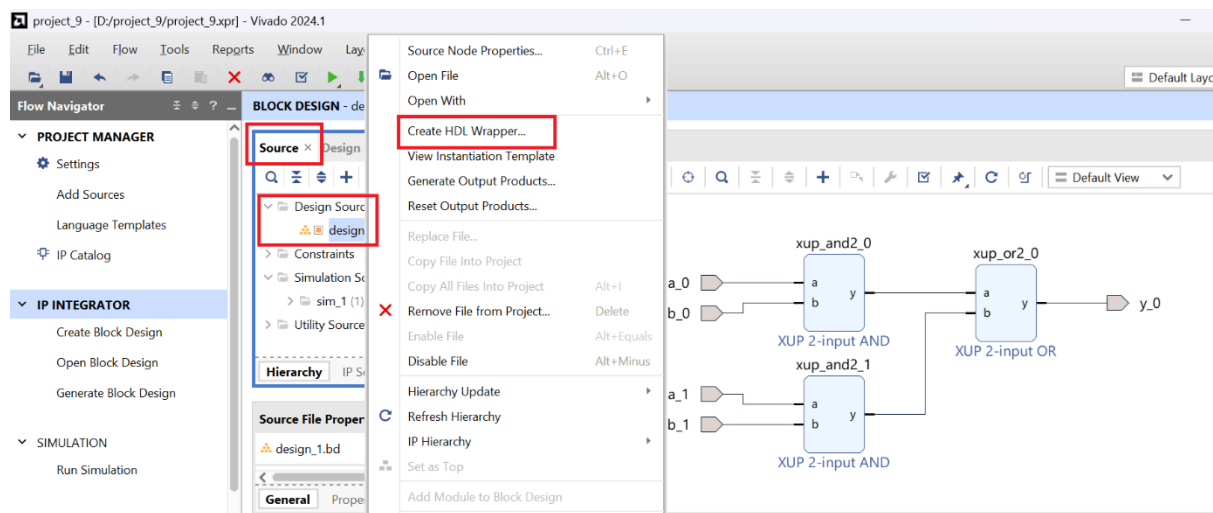 project_9 - [D:/project_9/project_9.xpr] - Vivado 2024.1
File Edit Flow Tools Reports Window Lay
Default Layo
Flow Navigator ? _
BLOCK DESIGN - de
PROJECT MANAGER
Settings
Add Sources
Language Templates
IP Catalog
IP INTEGRATOR
Create Block Design
Open Block Design
Generate Block Design
SIMULATION
Run Simulation
Source × Design
Design Sourc
design
Constraints
Simulation So
sim_1 (1)
Utility Source
Hierarchy IP S
Source File Proper
design_1.bd
General Prope
Source Node Properties... Ctrl+E
Open File Alt+O
Open With
Create HDL Wrapper...
View Instantiation Template
Generate Output Products...
Reset Output Products...
Replace File...
Copy File Into Project
Copy All Files Into Project Alt+I
Remove File from Project... Delete
Enable File Alt+Equals
Disable File Alt+Minus
Hierarchy Update
Refresh Hierarchy
IP Hierarchy
Set as Top
Add Module to Block Design
Default View
xup_and2_0
a_0
b_0
a
b
y
XUP 2-input AND
xup_or2_0
a
b
y
y_0
XUP 2-input OR
xup_and2_1
a_1
b_1
a
b
y
XUP 2-input AND